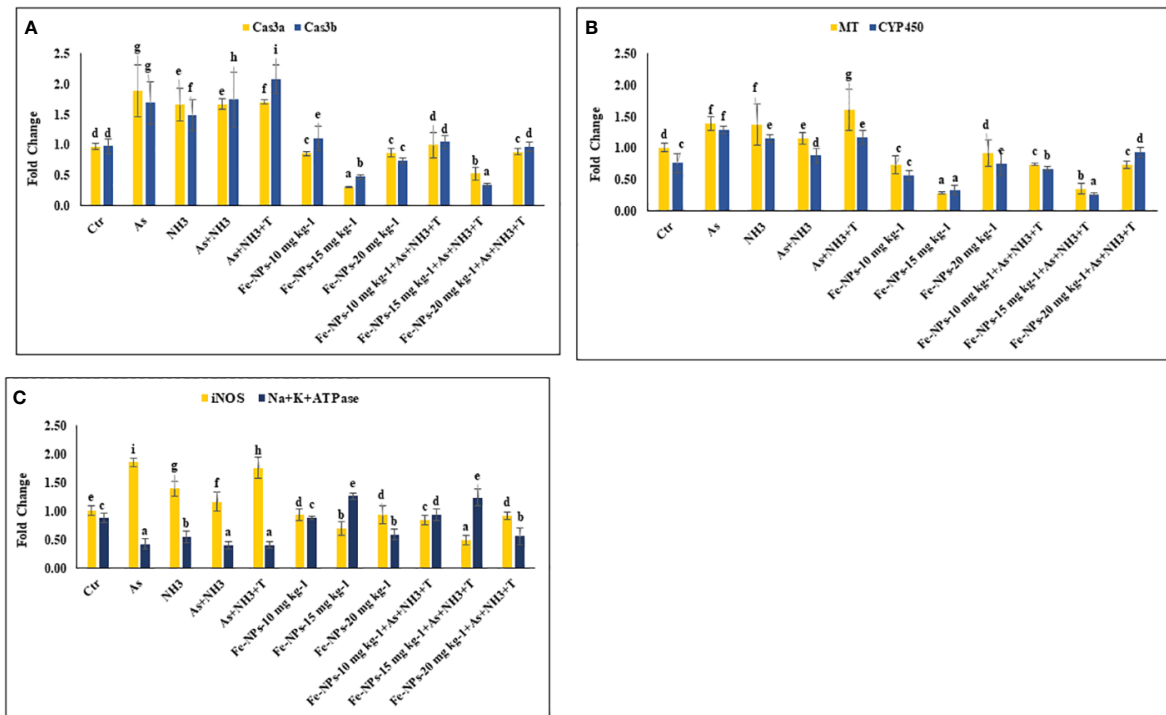 A
Cas3a Cas3b
Fold Change
2.5
2.0
1.5
1.0
0.5
0.0
d d g g e f e h f i c e a b c c d d b a c d
Ctr
As
NH3
As+NH3
As+NH3+T
Fe-NPs-10 mg kg-1
Fe-NPs-15 mg kg-1
Fe-NPs-20 mg kg-1
Fe-NPs-10 mg kg-1+As+NH3+T
Fe-NPs-15 mg kg-1+As+NH3+T
Fe-NPs-20 mg kg-1+As+NH3+T
B
MT CYP450
Fold Change
2.50
2.00
1.50
1.00
0.50
0.00
d c f f f e e d g e c c a a d c b b a c d
Ctr
As
NH3
As+NH3
As+NH3+T
Fe-NPs-10 mg kg-1
Fe-NPs-15 mg kg-1
Fe-NPs-20 mg kg-1
Fe-NPs-10 mg kg-1+As+NH3+T
Fe-NPs-15 mg kg-1+As+NH3+T
Fe-NPs-20 mg kg-1+As+NH3+T
C
iNOS Na+K+ATPase
Fold Change
2.50
2.00
1.50
1.00
0.50
0.00
e c i a g b f a h a d c b e d b c d a e d b
Ctr
As
NH3
As+NH3
As+NH3+T
Fe-NPs-10 mg kg-1
Fe-NPs-15 mg kg-1
Fe-NPs-20 mg kg-1
Fe-NPs-10 mg kg-1+As+NH3+T
Fe-NPs-15 mg kg-1+As+NH3+T
Fe-NPs-20 mg kg-1+As+NH3+T